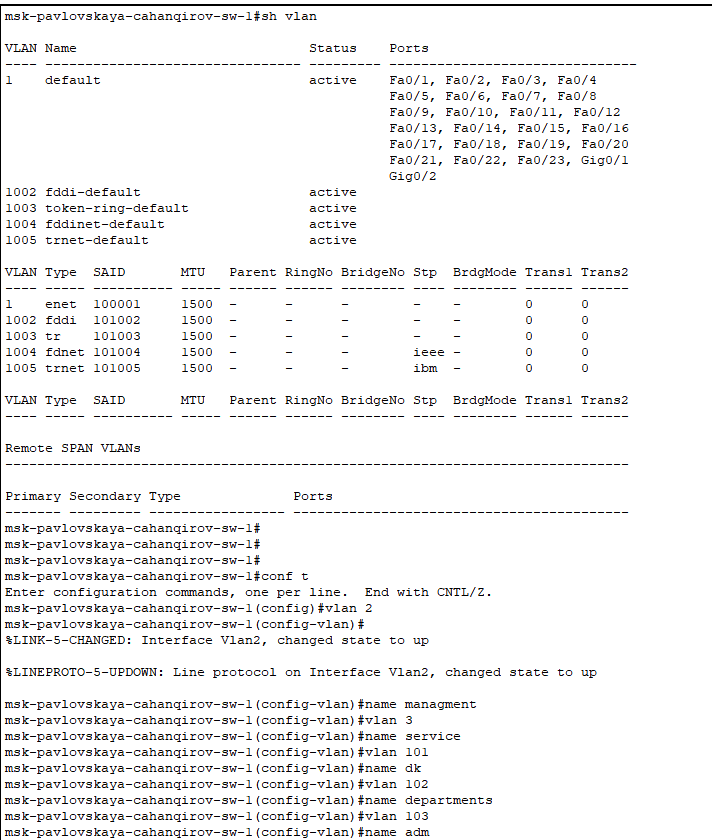 msk-pavlovskaya-cahanqirov-sw-1#sh vlan
VLAN Name                             Status    Ports
---- -------------------------------- --------- -------------------------------
1    default                          active    Fa0/1, Fa0/2, Fa0/3, Fa0/4
                                                Fa0/5, Fa0/6, Fa0/7, Fa0/8
                                                Fa0/9, Fa0/10, Fa0/11, Fa0/12
                                                Fa0/13, Fa0/14, Fa0/15, Fa0/16
                                                Fa0/17, Fa0/18, Fa0/19, Fa0/20
                                                Fa0/21, Fa0/22, Fa0/23, Gig0/1
                                                Gig0/2
1002 fddi-default                     active
1003 token-ring-default               active
1004 fddinet-default                  active
1005 trnet-default                    active
VLAN Type  SAID       MTU   Parent RingNo BridgeNo Stp  BrdgMode Trans1 Trans2
---- ----- ---------- ----- ------ ------ -------- ---- -------- ------ ------
1    enet  100001     1500  -      -      -        -    -        0      0
1002 fddi  101002     1500  -      -      -        -    -        0      0
1003 tr    101003     1500  -      -      -        -    -        0      0
1004 fdnet 101004     1500  -      -      -        ieee -        0      0
1005 trnet 101005     1500  -      -      -        ibm  -        0      0
VLAN Type  SAID       MTU   Parent RingNo BridgeNo Stp  BrdgMode Trans1 Trans2
---- ----- ---------- ----- ------ ------ -------- ---- -------- ------ ------
Remote SPAN VLANs
------------------------------------------------------------------------------
Primary Secondary Type              Ports
------- --------- ----------------- ------------------------------------------
msk-pavlovskaya-cahanqirov-sw-1#
msk-pavlovskaya-cahanqirov-sw-1#
msk-pavlovskaya-cahanqirov-sw-1#
msk-pavlovskaya-cahanqirov-sw-1#conf t
Enter configuration commands, one per line.  End with CNTL/Z.
msk-pavlovskaya-cahanqirov-sw-1(config)#vlan 2
msk-pavlovskaya-cahanqirov-sw-1(config-vlan)#
%LINK-5-CHANGED: Interface Vlan2, changed state to up
%LINEPROTO-5-UPDOWN: Line protocol on Interface Vlan2, changed state to up
msk-pavlovskaya-cahanqirov-sw-1(config-vlan)#name managment
msk-pavlovskaya-cahanqirov-sw-1(config-vlan)#vlan 3
msk-pavlovskaya-cahanqirov-sw-1(config-vlan)#name service
msk-pavlovskaya-cahanqirov-sw-1(config-vlan)#vlan 101
msk-pavlovskaya-cahanqirov-sw-1(config-vlan)#name dk
msk-pavlovskaya-cahanqirov-sw-1(config-vlan)#vlan 102
msk-pavlovskaya-cahanqirov-sw-1(config-vlan)#name departments
msk-pavlovskaya-cahanqirov-sw-1(config-vlan)#vlan 103
msk-pavlovskaya-cahanqirov-sw-1(config-vlan)#name adm